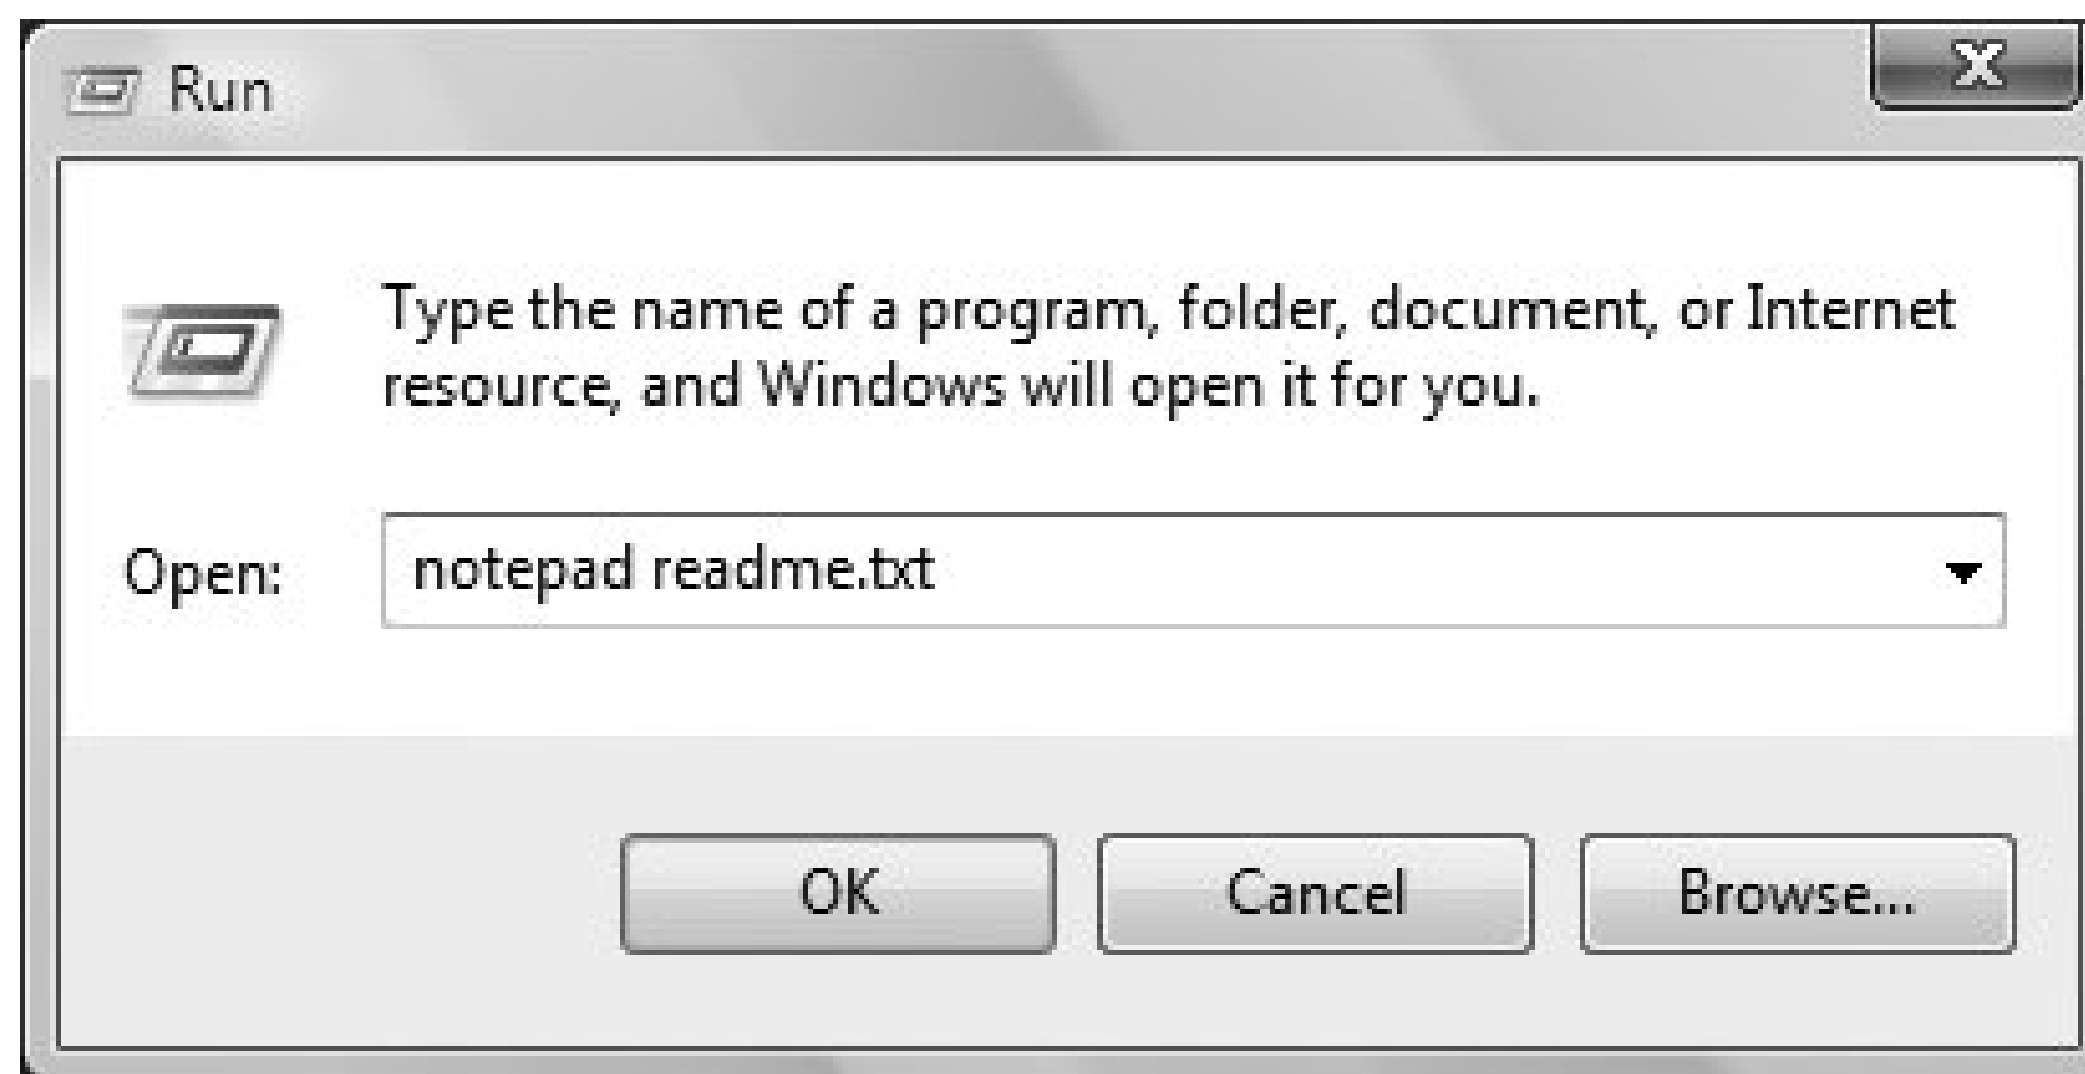 Run
Type the name of a program, folder, document, or Internet
resource, and Windows will open it for you.
Open: notepad readme.txt
OK Cancel Browse...